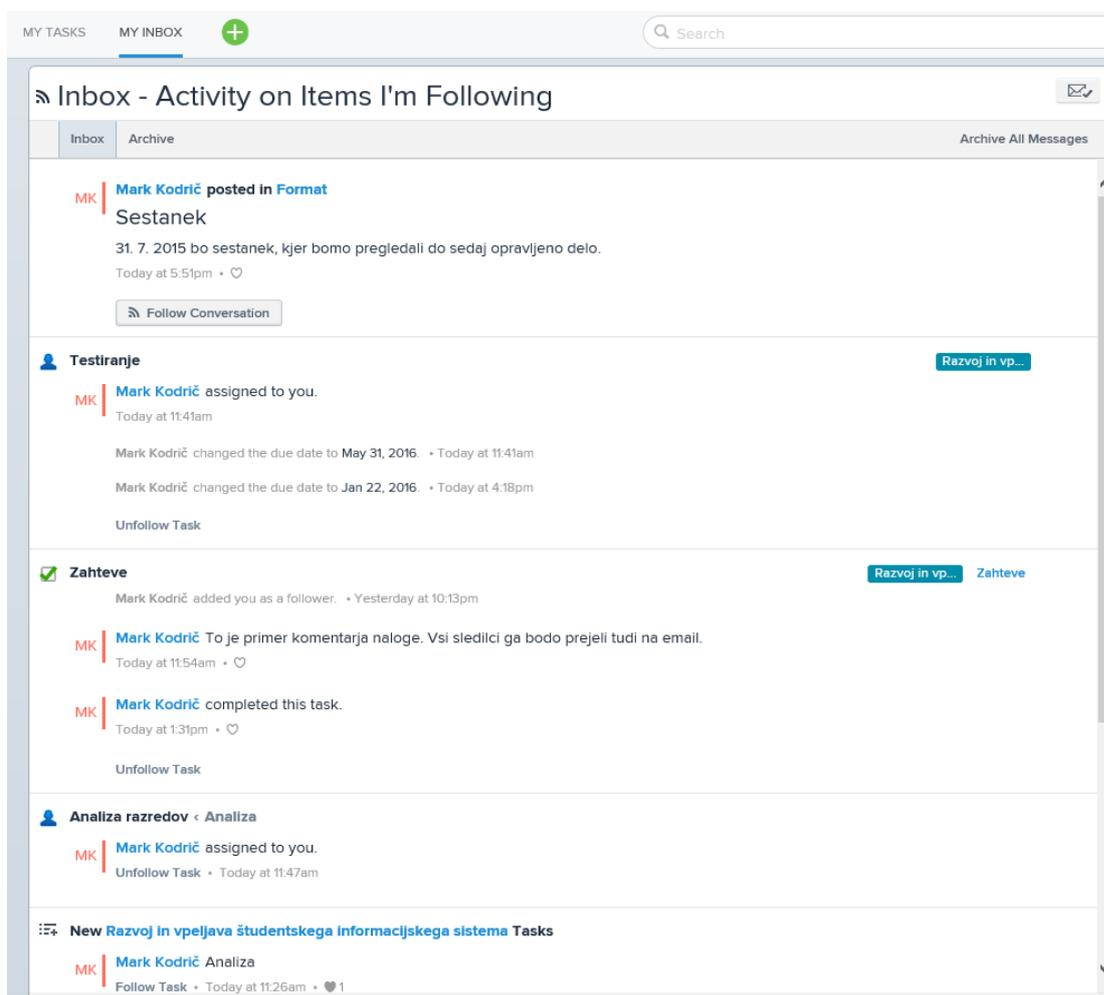 MY TASKS MY INBOX Search
Inbox - Activity on Items I'm Following
Inbox Archive Archive All Messages
Mark Kodrič posted in Format
MK
Sestanek
31. 7. 2015 bo sestanek, kjer bomo pregledali do sedaj opravljeno delo.
Today at 5:51pm •
Follow Conversation
Testiranje Razvoj in vp...
MK Mark Kodrič assigned to you.
Today at 11:41am
Mark Kodrič changed the due date to May 31, 2016. • Today at 11:41am
Mark Kodrič changed the due date to Jan 22, 2016. • Today at 4:18pm
Unfollow Task
Zahteve Razvoj in vp... Zahteve
Mark Kodrič added you as a follower. • Yesterday at 10:13pm
MK Mark Kodrič To je primer komentarja naloge. Vsi sledilci ga bodo prejeli tudi na email.
Today at 11:54am •
MK Mark Kodrič completed this task.
Today at 1:31pm •
Unfollow Task
Analiza razredov ‹ Analiza
MK Mark Kodrič assigned to you.
Unfollow Task • Today at 11:47am
New Razvoj in vpeljava študentskega informacijskega sistema Tasks
MK Mark Kodrič Analiza
Follow Task • Today at 11:26am • 1